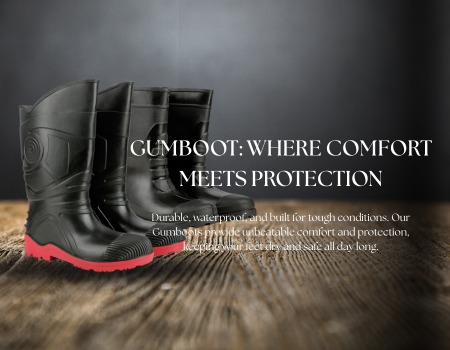 GUMBOOT: WHERE COMFORT
MEETS PROTECTION
Durable, waterproof, and built for tough conditions. Our
Gumboots provide unbeatable comfort and protection,
keeping your feet dry and safe all day long.